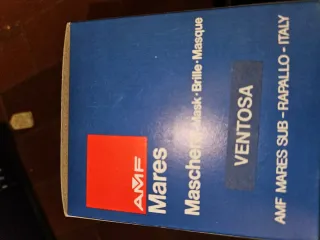 AMF
Mares
Maschera·Mask·Brille·Masque
VENTOSA
AMF MARES SUB - RAPALLO - ITALY